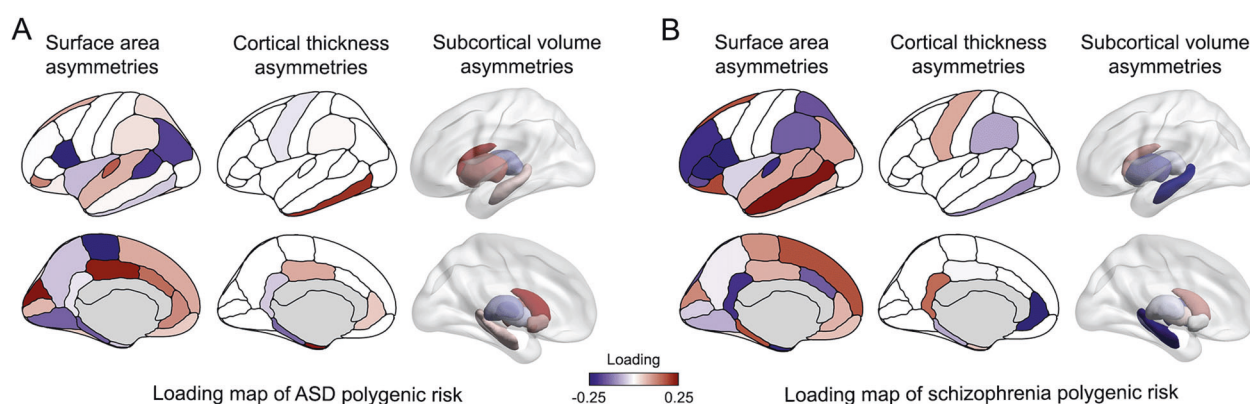 A
Surface area
asymmetries
Cortical thickness
asymmetries
Subcortical volume
asymmetries
B
Surface area
asymmetries
Cortical thickness
asymmetries
Subcortical volume
asymmetries
Loading
-0.25 0.25
Loading map of ASD polygenic risk
Loading map of schizophrenia polygenic risk